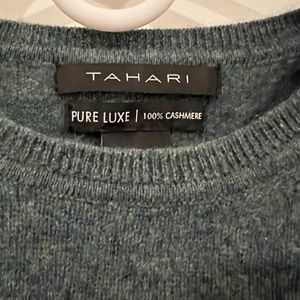 TAHARI
PURE LUXE | 100% CASHMERE